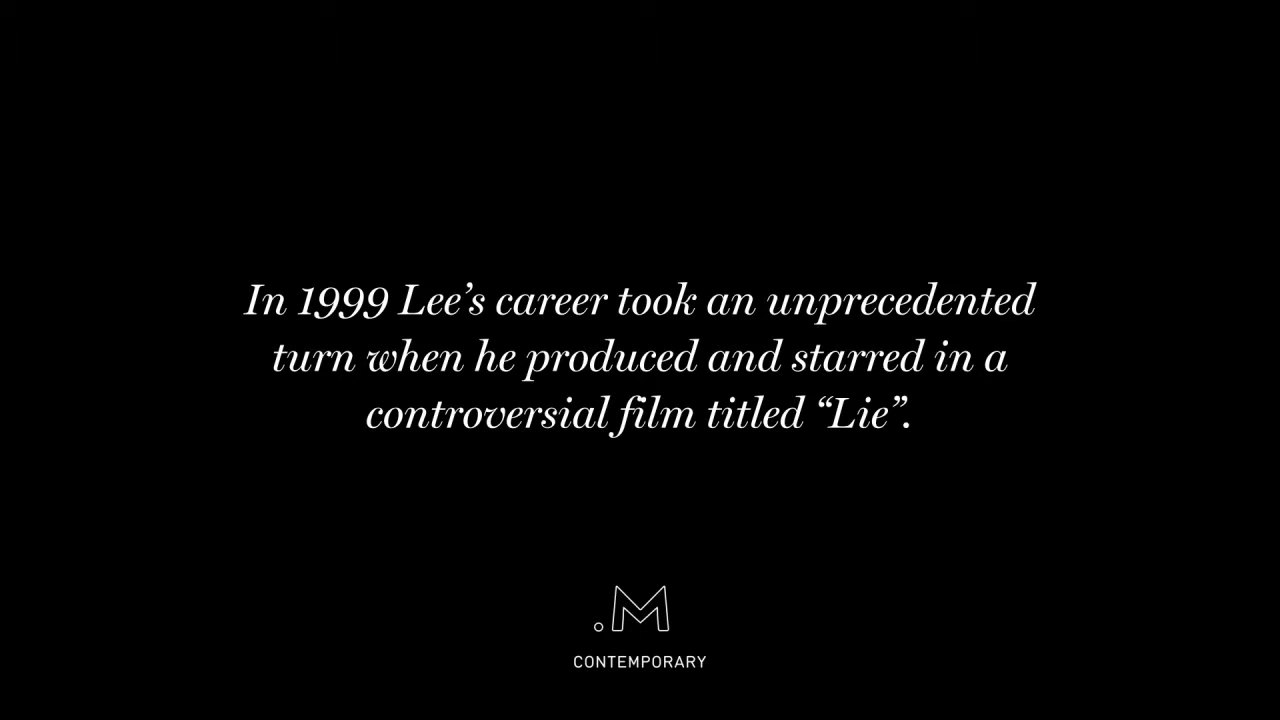 In 1999 Lee’s career took an unprecedented
turn when he produced and starred in a
controversial film titled “Lie”.
.M
CONTEMPORARY